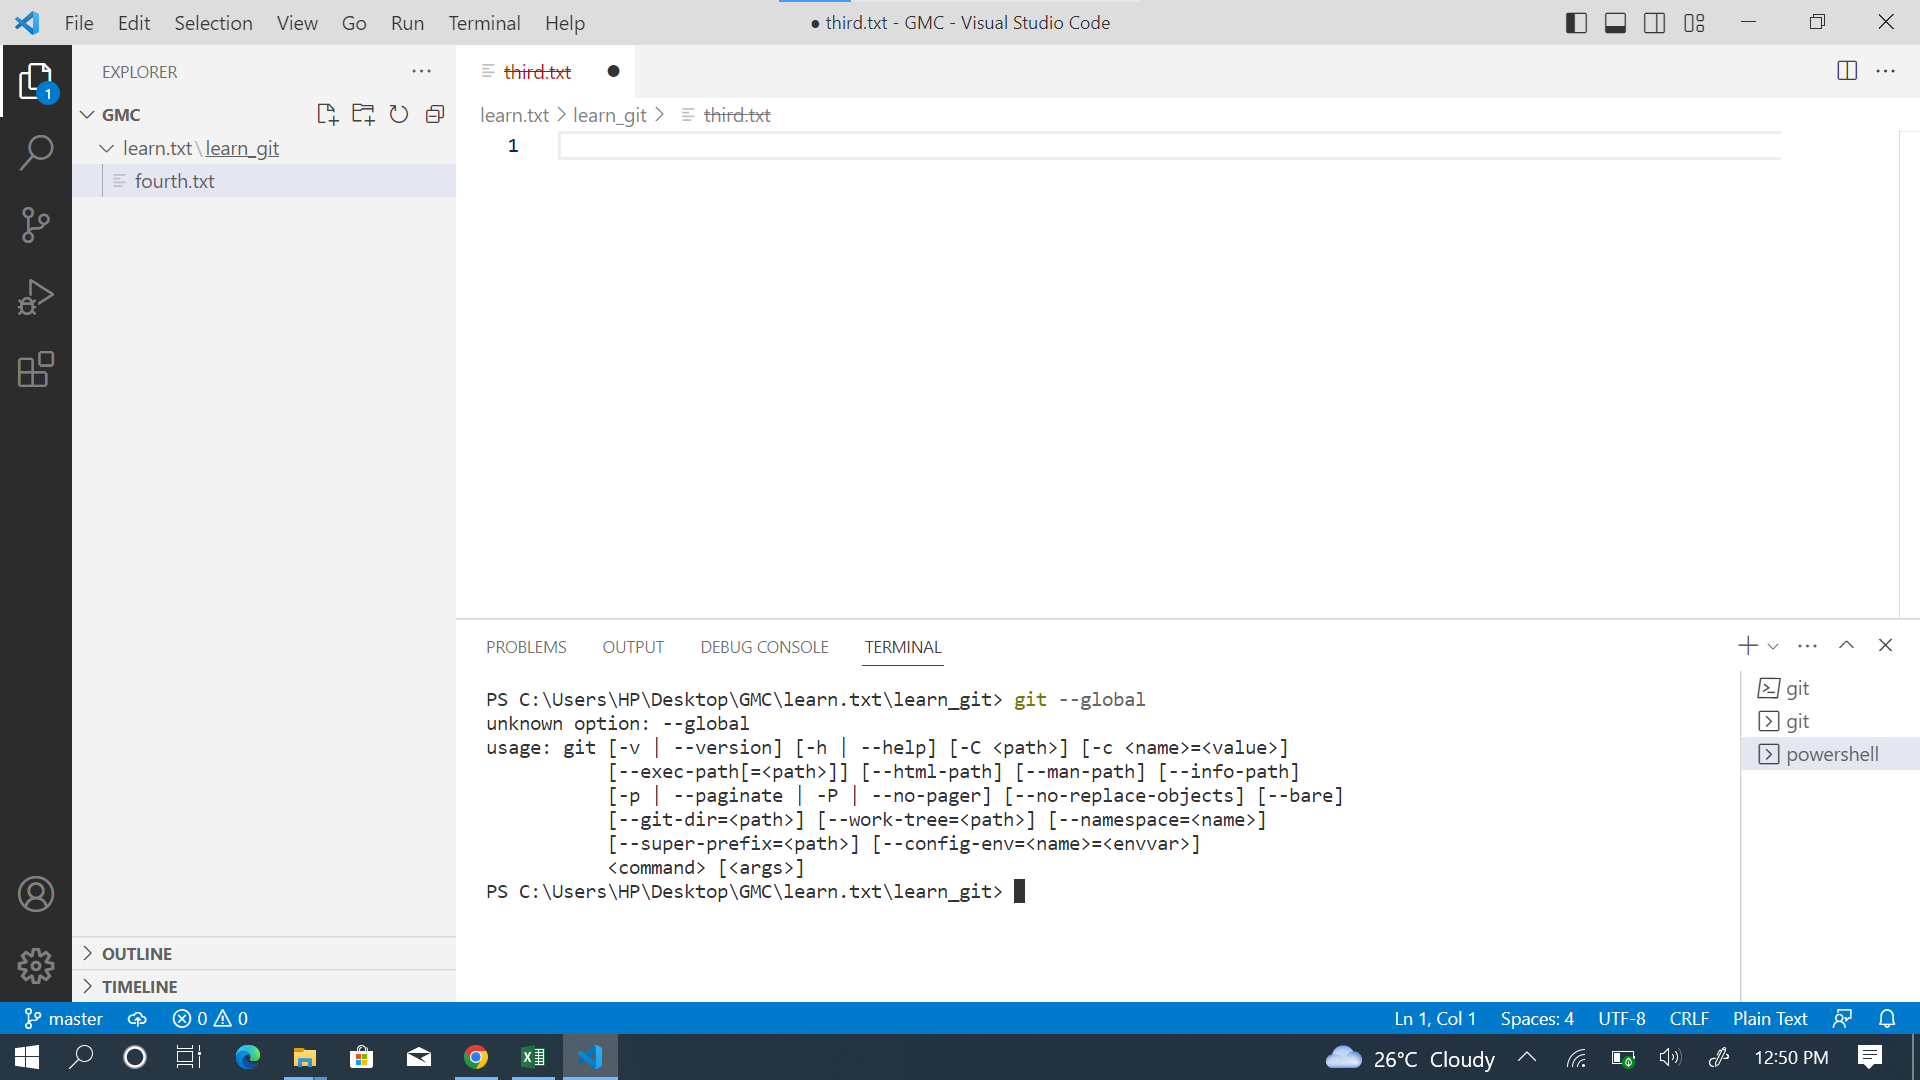 File Edit Selection View Go Run Terminal Help
● third.txt - GMC - Visual Studio Code
1
EXPLORER
GMC
learn.txt\learn_git
fourth.txt
OUTLINE
TIMELINE
third.txt
learn.txt > learn_git > third.txt
1
PROBLEMS OUTPUT DEBUG CONSOLE TERMINAL
PS C:\Users\HP\Desktop\GMC\learn.txt\learn_git> git --global
unknown option: --global
usage: git [-v | --version] [-h | --help] [-C <path>] [-c <name>=<value>]
[--exec-path[=<path>]] [--html-path] [--man-path] [--info-path]
[-p | --paginate | -P | --no-pager] [--no-replace-objects] [--bare]
[--git-dir=<path>] [--work-tree=<path>] [--namespace=<name>]
[--super-prefix=<path>] [--config-env=<name>=<envvar>]
<command> [<args>]
PS C:\Users\HP\Desktop\GMC\learn.txt\learn_git>
git
git
powershell
master 0 0
Ln 1, Col 1 Spaces: 4 UTF-8 CRLF Plain Text
26°C Cloudy 12:50 PM